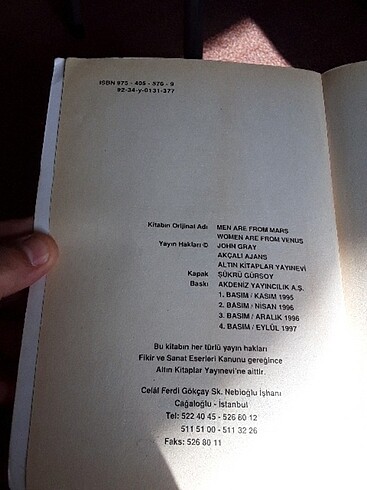 ISBN 975 - 405 - 570 - 9
92-34-y-0131-377
Kitabın Orijinal Adı MEN ARE FROM MARS
WOMEN ARE FROM VENUS
Yayın Hakları © JOHN GRAY
AKÇALI AJANS
ALTIN KİTAPLAR YAYINEVİ
Kapak ŞÜKRÜ GÜRSOY
Baskı AKDENİZ YAYINCILIK A.Ş.
1. BASIM / KASIM 1995
2. BASIM / NİSAN 1996
3. BASIM / ARALIK 1996
4. BASIM / EYLÜL 1997
Bu kitabın her türlü yayın hakları
Fikir ve Sanat Eserleri Kanunu gereğince
Altın Kitaplar Yayınevi'ne aittir.
Celâl Ferdi Gökçay Sk. Nebioğlu İşhanı
Cağaloğlu - İstanbul
Tel: 522 40 45 - 526 80 12
511 51 00 - 511 32 26
Faks: 526 80 11